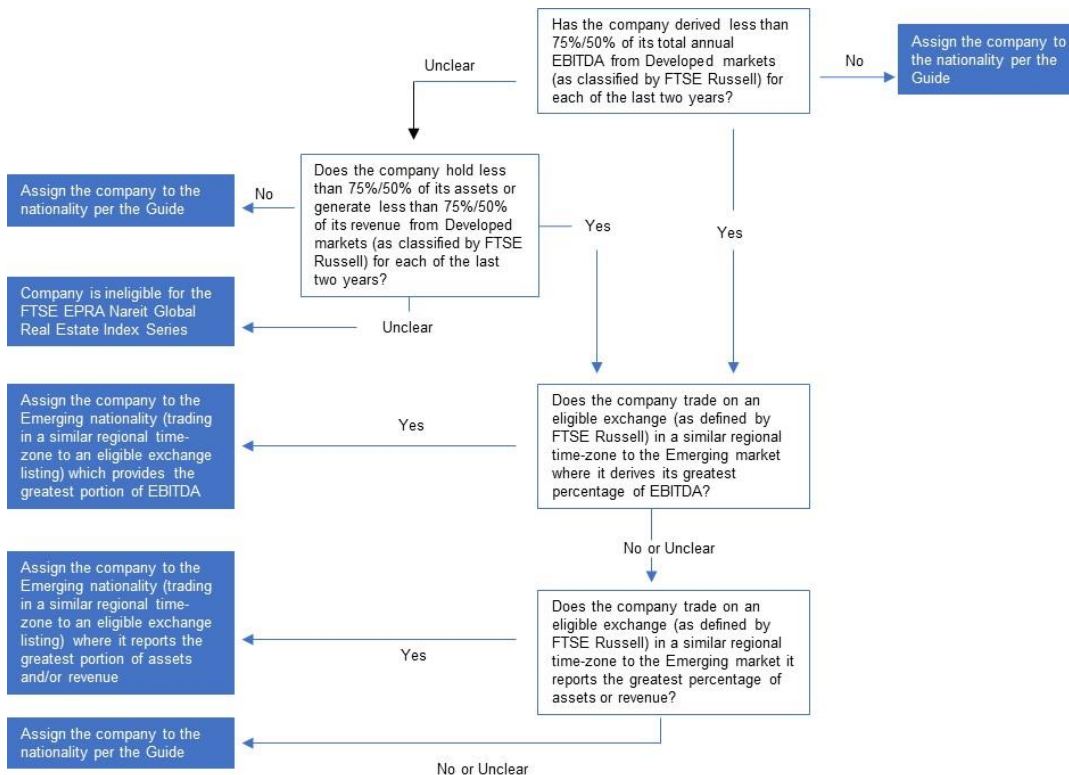 Has the company derived less than
75%/50% of its total annual
EBITDA from Developed markets
(as classified by FTSE Russell) for
each of the last two years?
Unclear
No
Assign the company to
the nationality per the
Guide
Does the company hold less
than 75%/50% of its assets or
generate less than 75%/50%
of its revenue from Developed
markets (as classified by FTSE
Russell) for each of the last
two years?
No
Assign the company to the
nationality per the Guide
Yes
Yes
Company is ineligible for the
FTSE EPRA Nareit Global
Real Estate Index Series
Unclear
Does the company trade on an
eligible exchange (as defined by
FTSE Russell) in a similar regional
time-zone to the Emerging market
where it derives its greatest
percentage of EBITDA?
Yes
Assign the company to the
Emerging nationality (trading
in a similar regional time-
zone to an eligible exchange
listing) which provides the
greatest portion of EBITDA
No or Unclear
Does the company trade on an
eligible exchange (as defined by
FTSE Russell) in a similar regional
time-zone to the Emerging market it
reports the greatest percentage of
assets or revenue?
Yes
Assign the company to the
Emerging nationality (trading
in a similar regional time-
zone to an eligible exchange
listing) where it reports the
greatest portion of assets
and/or revenue
Assign the company to the
nationality per the Guide
No or Unclear